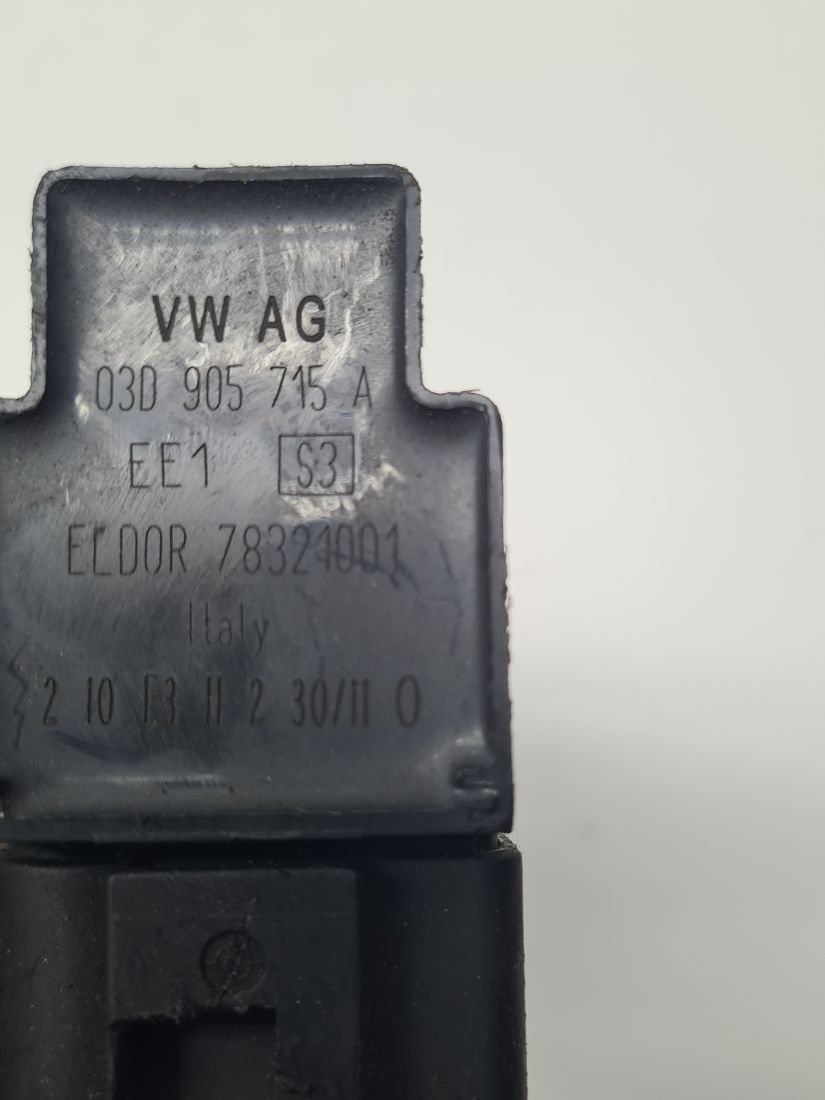 VW AG
03D 905 715 A
EE1 S3
ELDOR 78321001
Italy
2 10 13 11 2 30/11 0